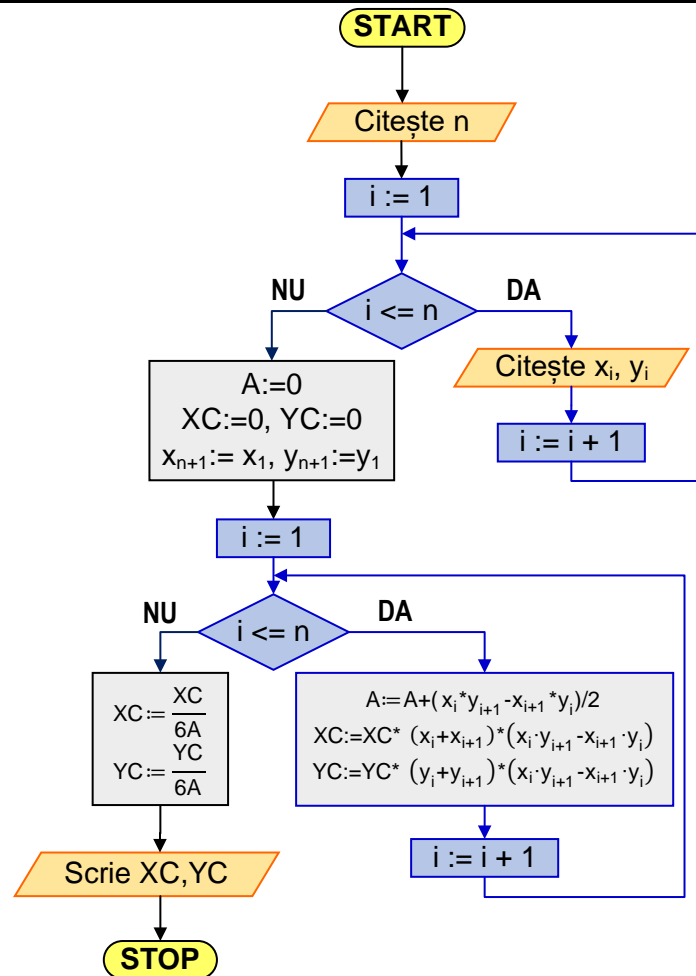 START
Citește n
i := 1
i <= n
NU
DA
Citește xᵢ, yᵢ
i := i + 1
A:=0
XC:=0, YC:=0
xₙ₊₁:= x₁, yₙ₊₁:=y₁
i := 1
i <= n
NU
DA
A:=A+(xᵢ*yᵢ₊₁-xᵢ₊₁*yᵢ)/2
XC:=XC* (xᵢ+xᵢ₊₁)*(xᵢ·yᵢ₊₁-xᵢ₊₁·yᵢ)
YC:=YC* (yᵢ+yᵢ₊₁)*(xᵢ·yᵢ₊₁-xᵢ₊₁·yᵢ)
i := i + 1
XC:= XC/6A
YC:= YC/6A
Scrie XC,YC
STOP